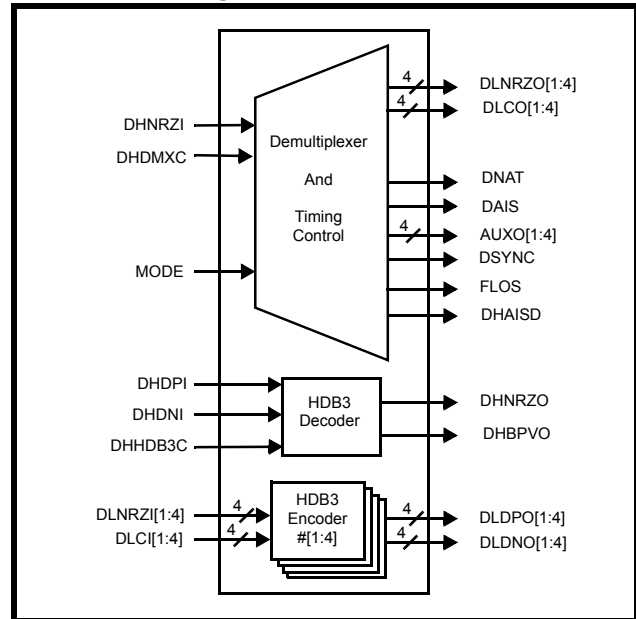 4
DLNRZO[1:4]
4
DLCO[1:4]
DHNRZI
DHDMXC
Demultiplexer
And
Timing
Control
DNAT
DAIS
4
AUXO[1:4]
DSYNC
MODE
FLOS
DHAISD
DHDPI
DHDNI
DHHDB3C
HDB3
Decoder
DHNRZO
DHBPVO
DLNRZI[1:4]
4
DLCI[1:4]
4
HDB3
Encoder
#[1:4]
4
DLDPO[1:4]
4
DLDNO[1:4]